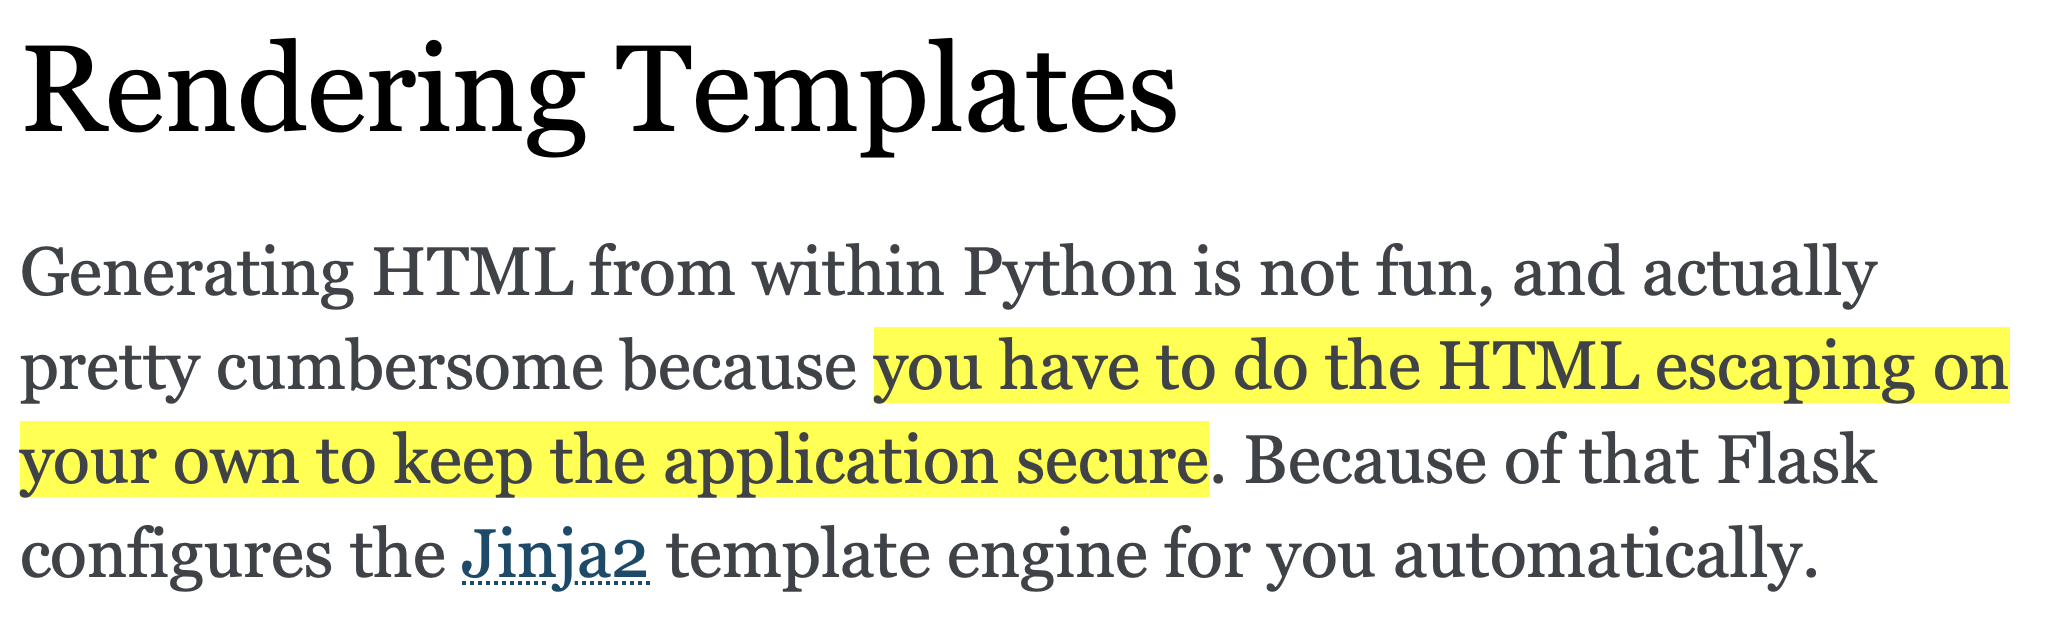 Rendering Templates
Generating HTML from within Python is not fun, and actually
pretty cumbersome because you have to do the HTML escaping on
your own to keep the application secure. Because of that Flask
configures the Jinja2 template engine for you automatically.